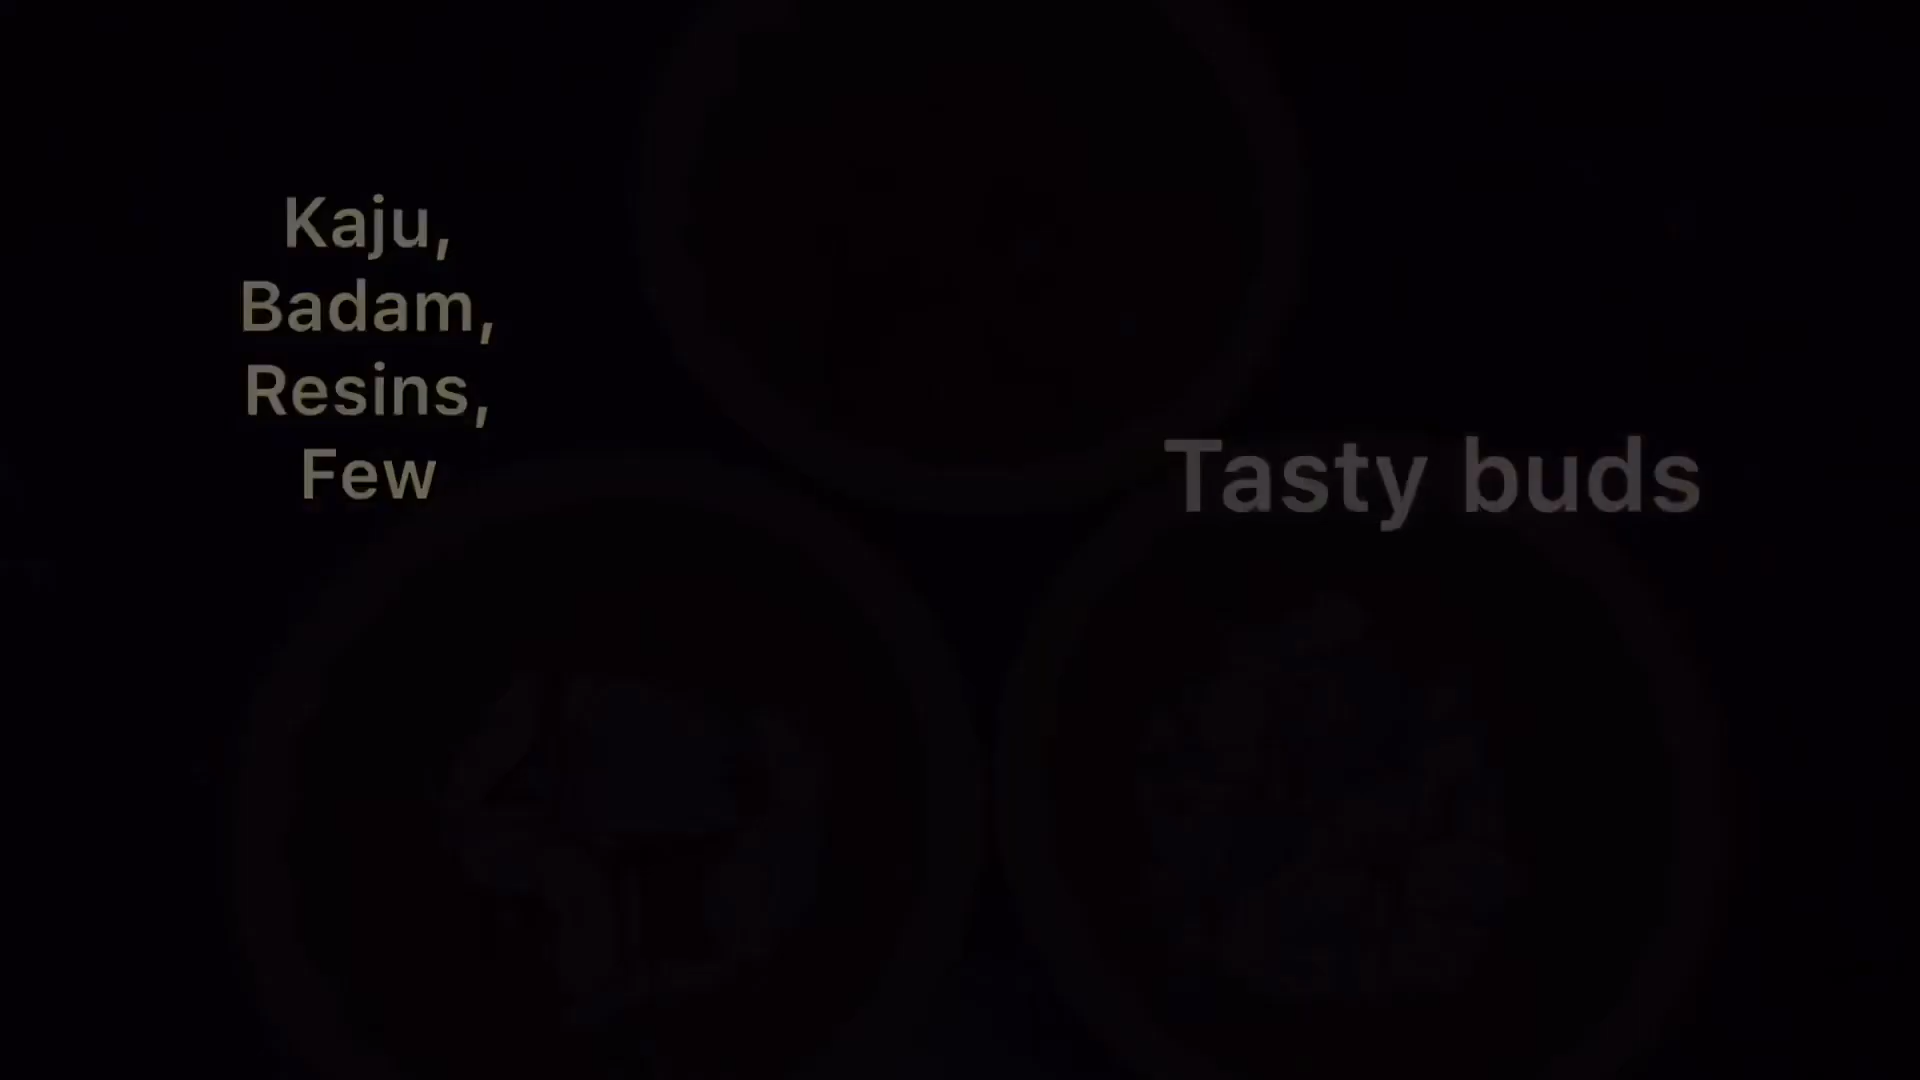 Kaju,
Badam,
Resins,
Few
Tasty buds